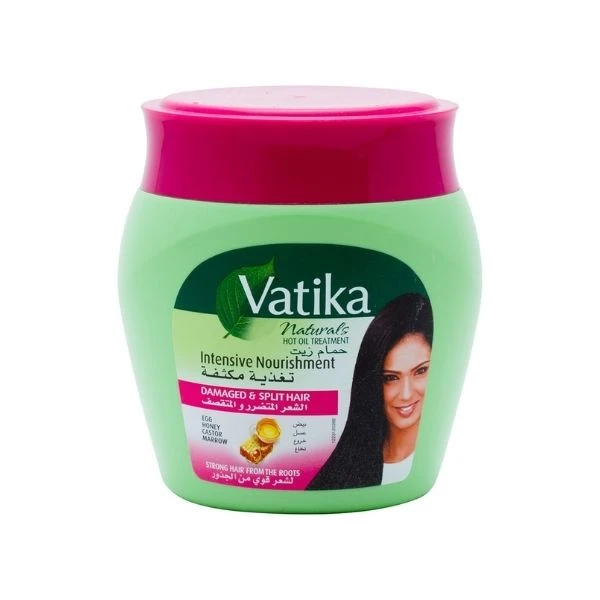 Vatika
Naturals
HOT OIL TREATMENT
حمام زيت
Intensive Nourishment
تغذية مكثفة
DAMAGED & SPLIT HAIR
الشعر المتضرر و المتقصف
EGG
HONEY
CASTOR
MARROW
بيض
عسل
خروع
نخاع
STRONG HAIR FROM THE ROOTS
لشعر قوي من الجذور